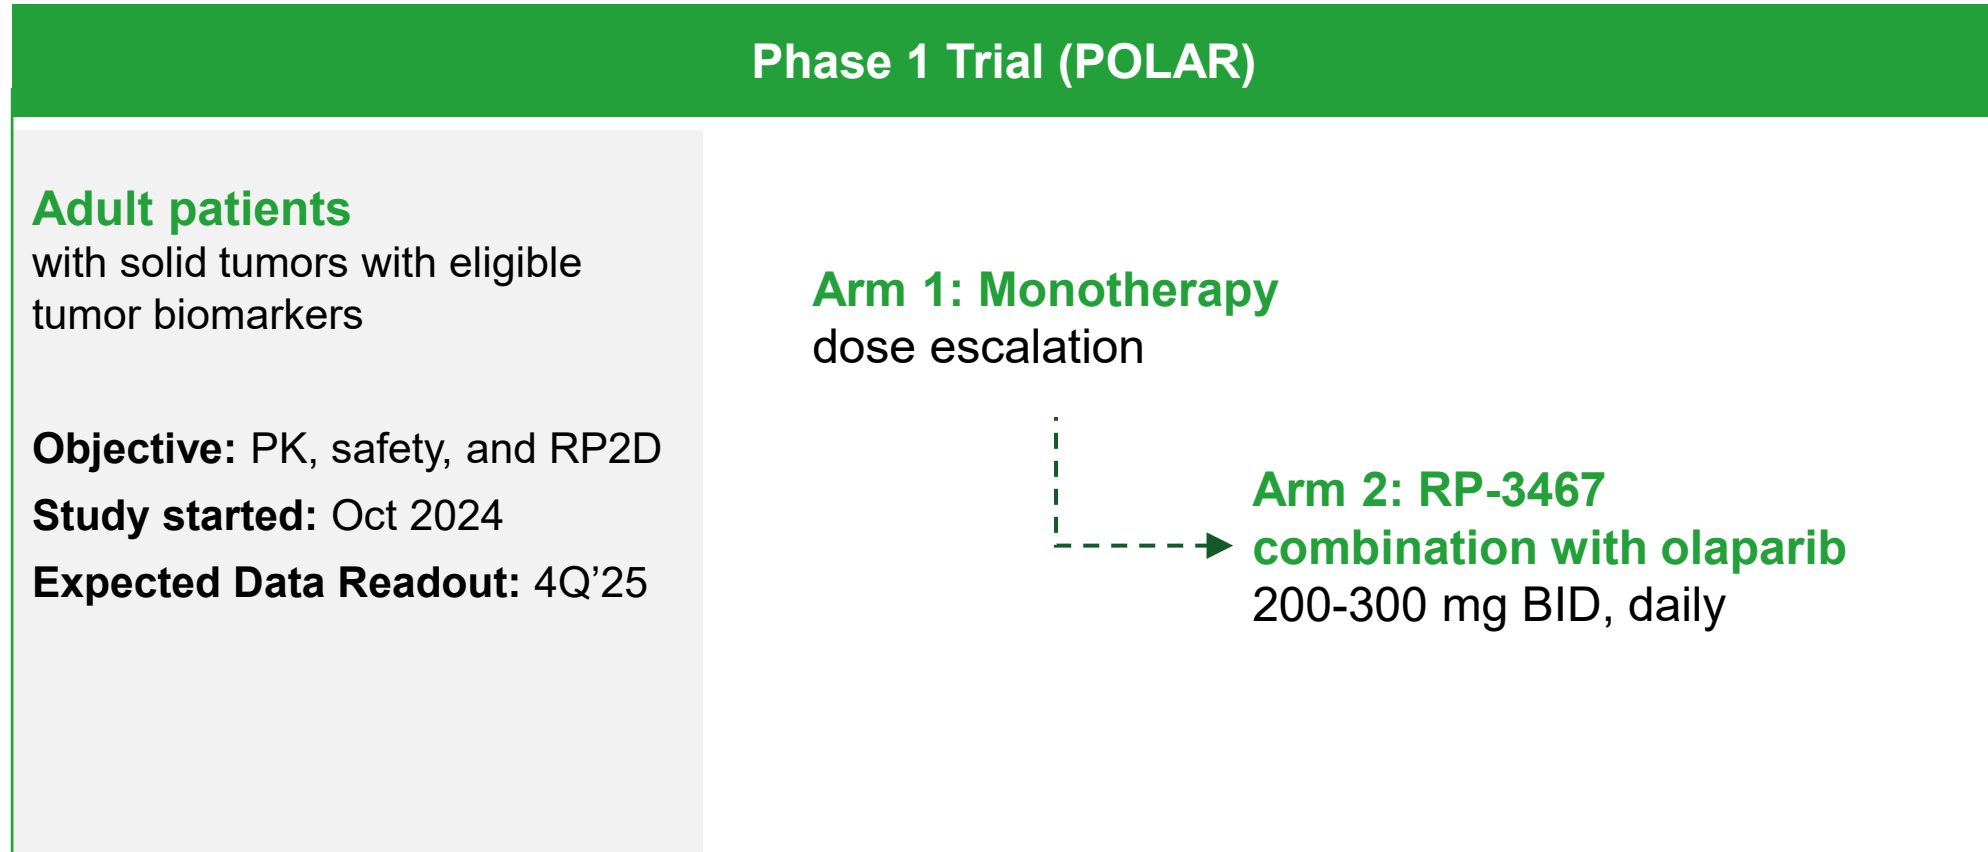 Phase 1 Trial (POLAR)
Adult patients
with solid tumors with eligible
tumor biomarkers
Objective: PK, safety, and RP2D
Study started: Oct 2024
Expected Data Readout: 4Q’25
Arm 1: Monotherapy
dose escalation
Arm 2: RP-3467
combination with olaparib
200-300 mg BID, daily